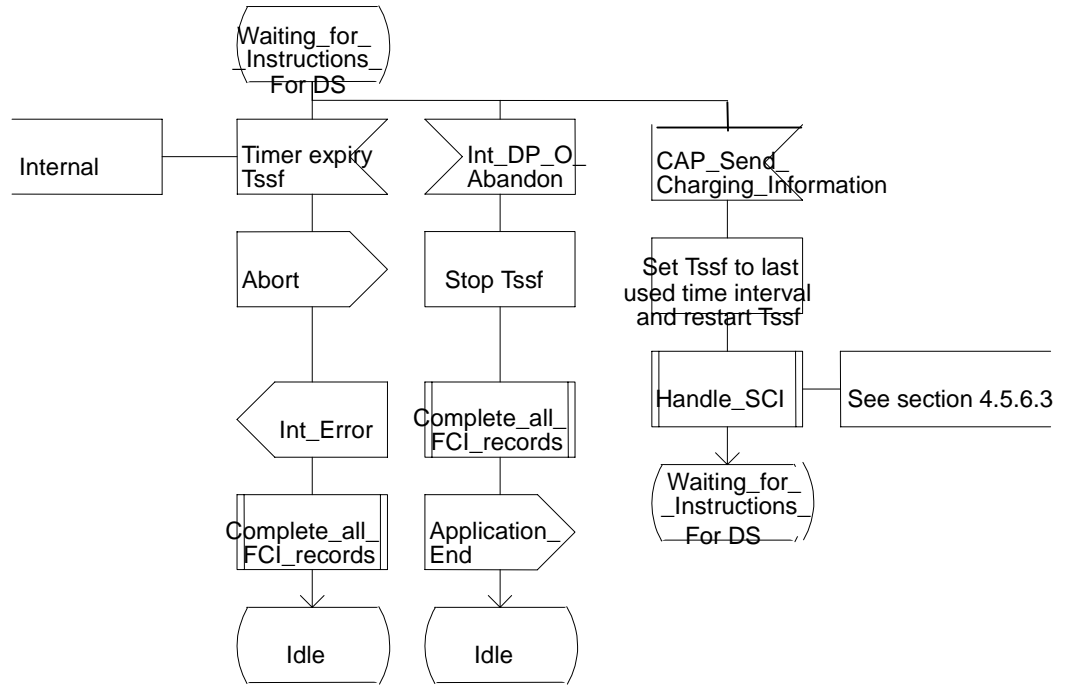 Waiting_for_
_Instructions_
For DS
Internal
Timer expiry
Tssf
Int_DP_O_
Abandon
CAP_Send_
Charging_Information
Abort
Stop Tssf
Set Tssf to last
used time interval
and restart Tssf
Int_Error
Complete_all_
FCI_records
Handle_SCI
See section 4.5.6.3
Complete_all_
FCI_records
Application_
End
Waiting_for_
_Instructions_
For DS
Idle
Idle